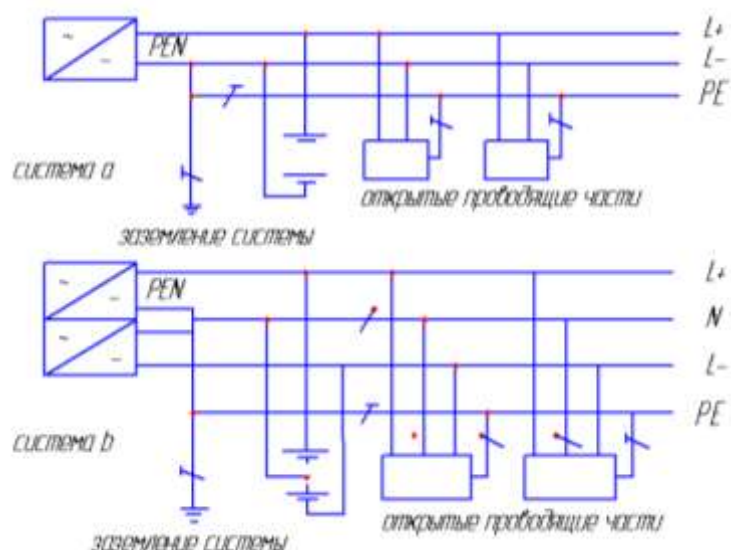 L+
PEN
L-
PE
система а
открытые проводящие части
заземление системы
L+
PEN
N
L-
PE
система b
открытые проводящие части
заземление системы